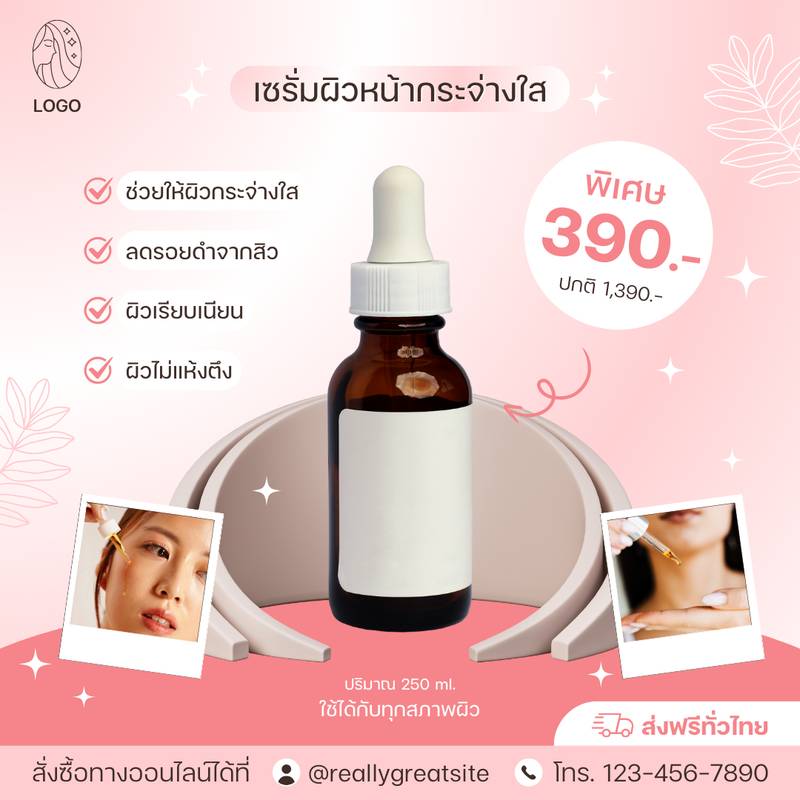 LOGO
เซรั่มผิวหน้ากระจ่างใส
ช่วยให้ผิวกระจ่างใส
ลดรอยดำจากสิว
ผิวเรียบเนียน
ผิวไม่แห้งตึง
พิเศษ
390.-
ปกติ 1,390.-
ปริมาณ 250 ml.
ใช้ได้กับทุกสภาพผิว
ส่งฟรีทั่วไทย
สั่งซื้อทางออนไลน์ได้ที่ @reallygreatsite โทร. 123-456-7890